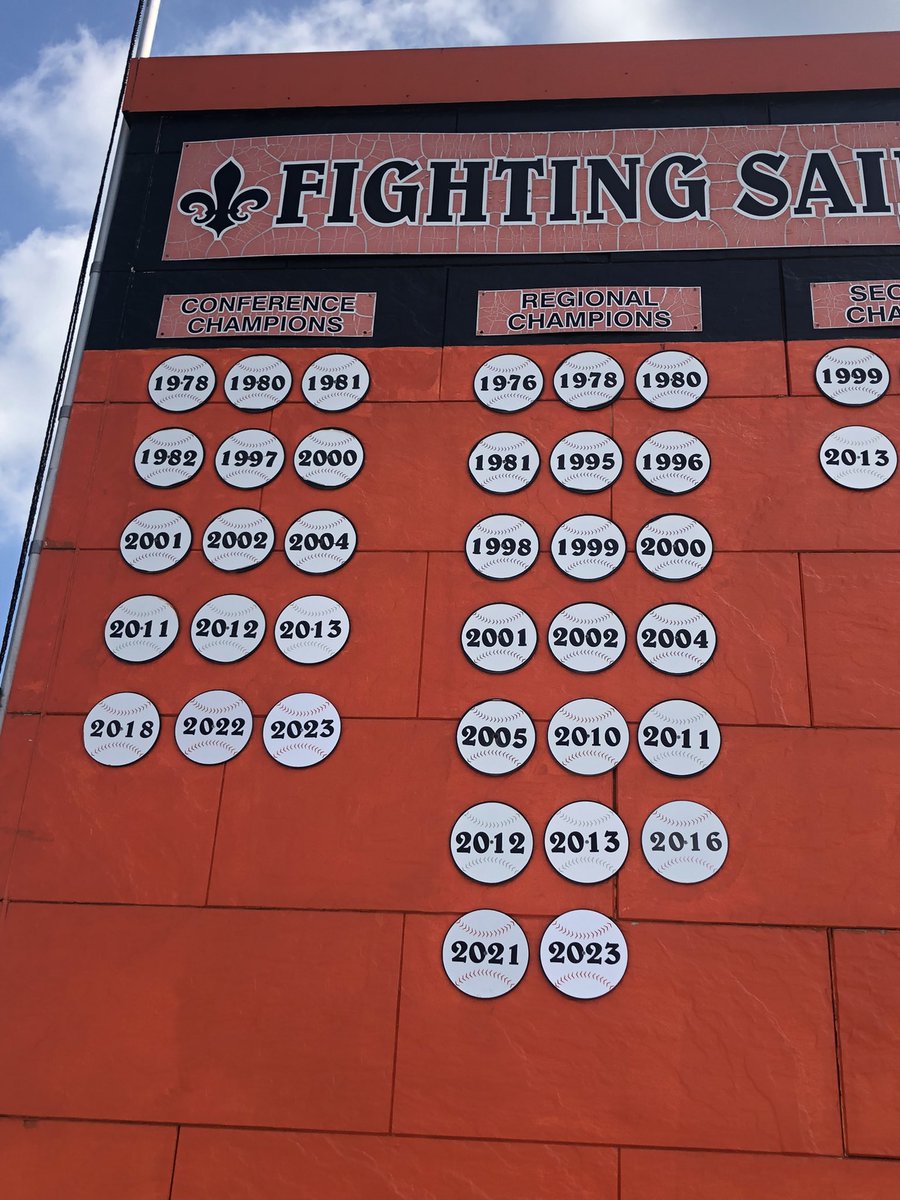 FIGHTING SAI
CONFERENCE
CHAMPIONS
1978 1980 1981
1982 1997 2000
2001 2002 2004
2011 2012 2013
2018 2022 2023
REGIONAL
CHAMPIONS
1976 1978 1980
1981 1995 1996
1998 1999 2000
2001 2002 2004
2005 2010 2011
2012 2013 2016
2021 2023
SEC
CHA
1999
2013